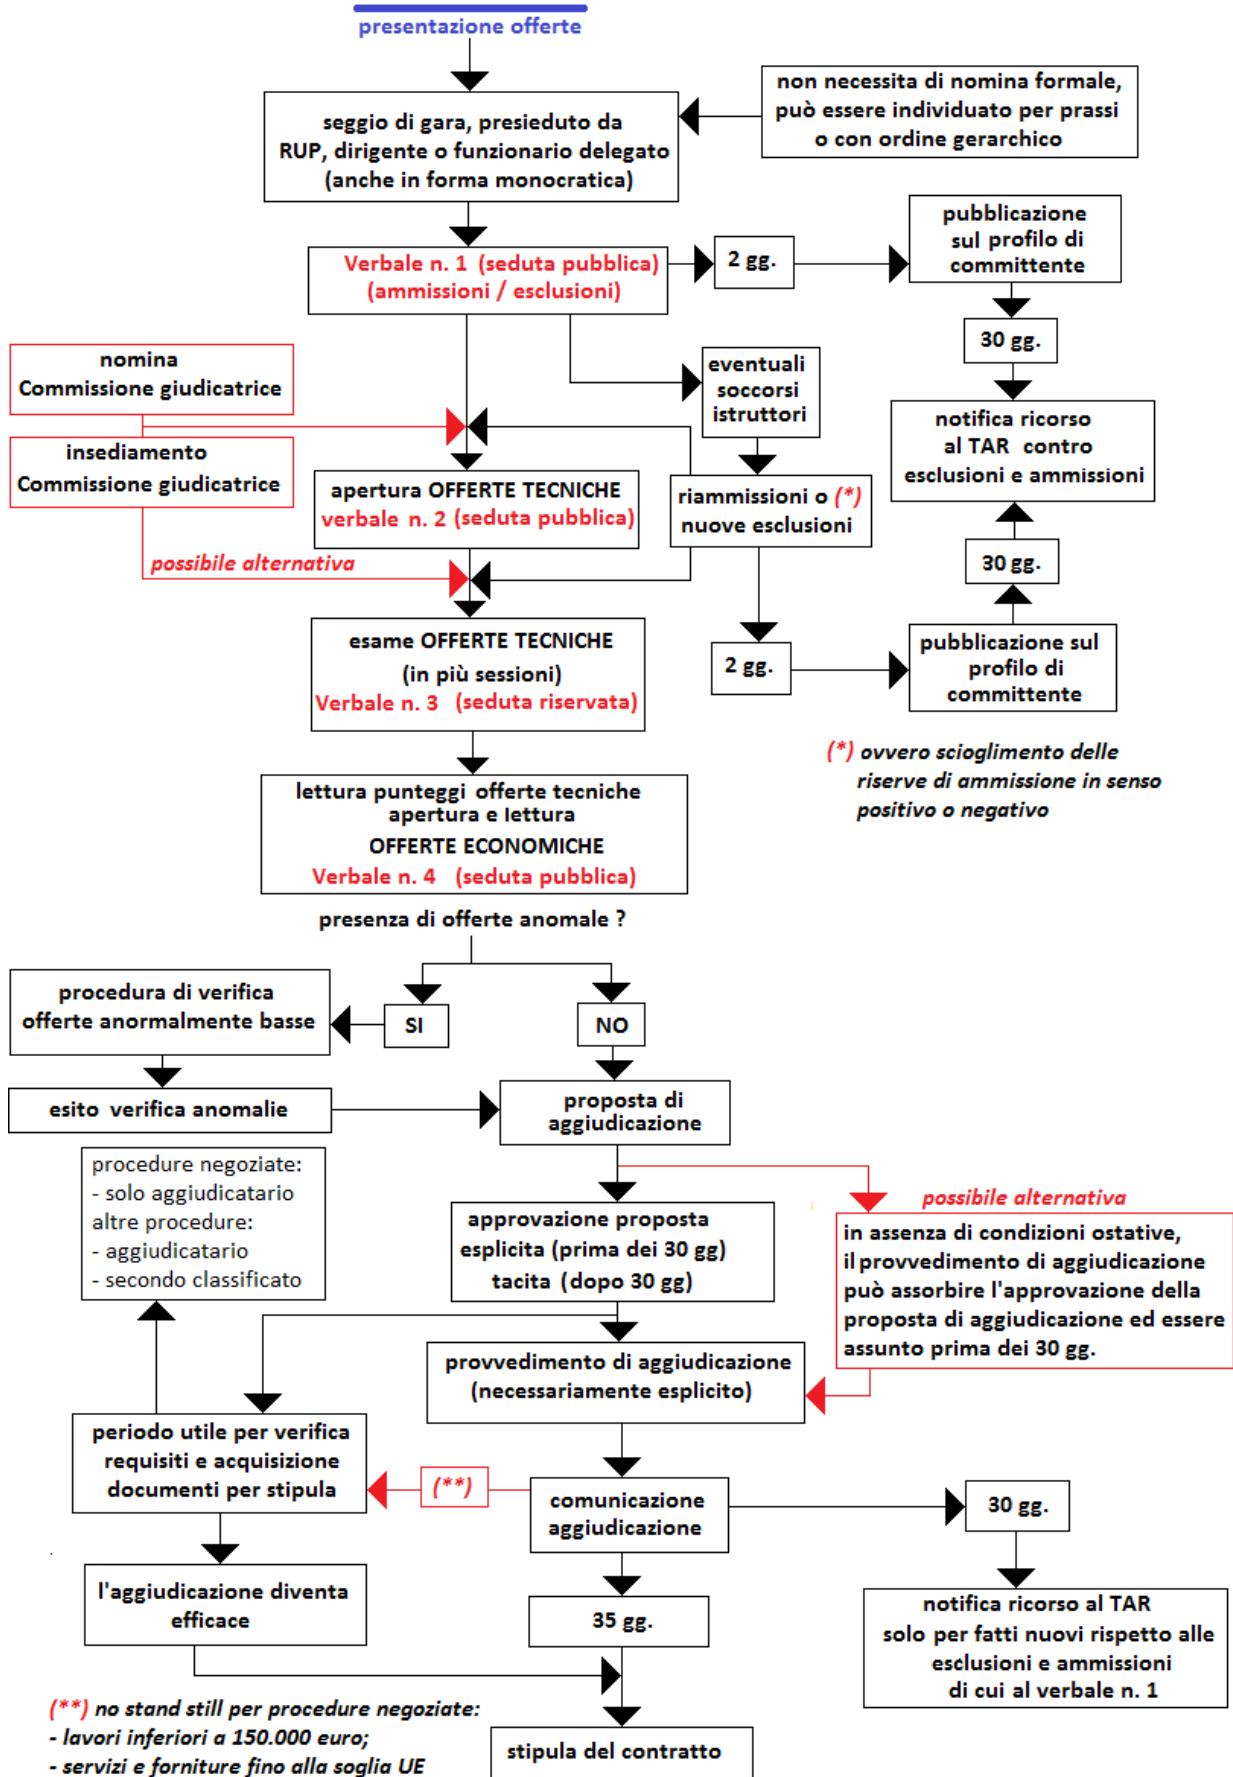 presentazione offerte
non necessita di nomina formale,
può essere individuato per prassi
o con ordine gerarchico
seggio di gara, presieduto da
RUP, dirigente o funzionario delegato
(anche in forma monocratica)
pubblicazione
sul profilo di
committente
Verbale n. 1 (seduta pubblica)
(ammissioni / esclusioni)
2 gg.
30 gg.
nomina
Commissione giudicatrice
eventuali
soccorsi
istruttori
notifica ricorso
al TAR contro
esclusioni e ammissioni
insediamento
Commissione giudicatrice
apertura OFFERTE TECNICHE
verbale n. 2 (seduta pubblica)
riammissioni o (*)
nuove esclusioni
30 gg.
possibile alternativa
esame OFFERTE TECNICHE
(in più sessioni)
Verbale n. 3 (seduta riservata)
2 gg.
pubblicazione sul
profilo di
committente
(*) ovvero scioglimento delle
riserve di ammissione in senso
positivo o negativo
lettura punteggi offerte tecniche
apertura e lettura
OFFERTE ECONOMICHE
Verbale n. 4 (seduta pubblica)
presenza di offerte anomale ?
procedura di verifica
offerte anormalmente basse
SI
NO
esito verifica anomalie
proposta di
aggiudicazione
procedure negoziate:
- solo aggiudicatario
altre procedure:
- aggiudicatario
- secondo classificato
approvazione proposta
esplicita (prima dei 30 gg)
tacita (dopo 30 gg)
possibile alternativa
in assenza di condizioni ostative,
il provvedimento di aggiudicazione
può assorbire l'approvazione della
proposta di aggiudicazione ed essere
assunto prima dei 30 gg.
provvedimento di aggiudicazione
(necessariamente esplicito)
periodo utile per verifica
requisiti e acquisizione
documenti per stipula
(**)
comunicazione
aggiudicazione
30 gg.
l'aggiudicazione diventa
efficace
35 gg.
notifica ricorso al TAR
solo per fatti nuovi rispetto alle
esclusioni e ammissioni
di cui al verbale n. 1
(**) no stand still per procedure negoziate:
- lavori inferiori a 150.000 euro;
- servizi e forniture fino alla soglia UE
stipula del contratto